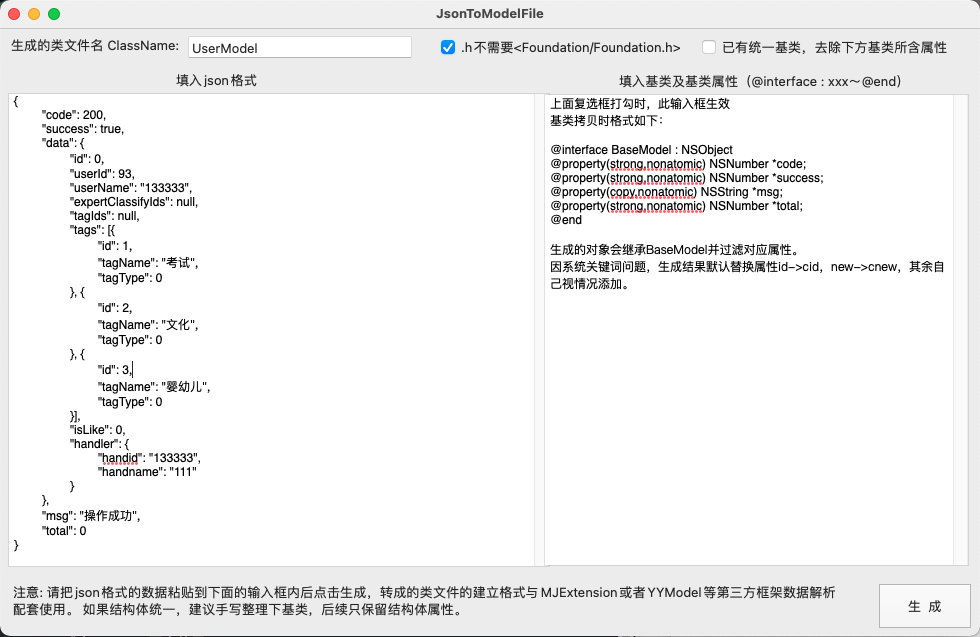 JsonToModelFile
生成的类文件名 ClassName:
UserModel
.h不需要<Foundation/Foundation.h>
已有统一基类，去除下方基类所含属性
填入json格式
填入基类及基类属性（@interface : xxx～@end）
{
"code": 200,
"success": true,
"data": {
"id": 0,
"userId": 93,
"userName": "133333",
"expertClassifyIds": null,
"tagIds": null,
"tags": [{
"id": 1,
"tagName": "考试",
"tagType": 0
}, {
"id": 2,
"tagName": "文化",
"tagType": 0
}, {
"id": 3,
"tagName": "婴幼儿",
"tagType": 0
}],
"isLike": 0,
"handler": {
"handid": "133333",
"handname": "111"
}
},
"msg": "操作成功",
"total": 0
}
上面复选框打勾时，此输入框生效
基类拷贝时格式如下：
@interface BaseModel : NSObject
@property(strong,nonatomic) NSNumber *code;
@property(strong,nonatomic) NSNumber *success;
@property(copy,nonatomic) NSString *msg;
@property(strong,nonatomic) NSNumber *total;
@end
生成的对象会继承BaseModel并过滤对应属性。
因系统关键词问题，生成结果默认替换属性id->cid，new->cnew，其余自
己视情况添加。
注意: 请把json格式的数据粘贴到下面的输入框内后点击生成，转成的类文件的建立格式与MJExtension或者YYModel等第三方框架数据解析
配套使用。 如果结构体统一，建议手写整理下基类，后续只保留结构体属性。
生 成